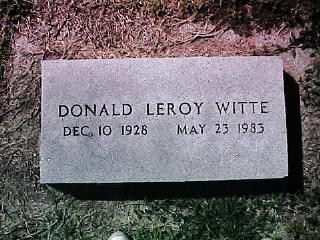 DONALD LEROY WITTE
DEC. 10 1928 MAY 23 1983